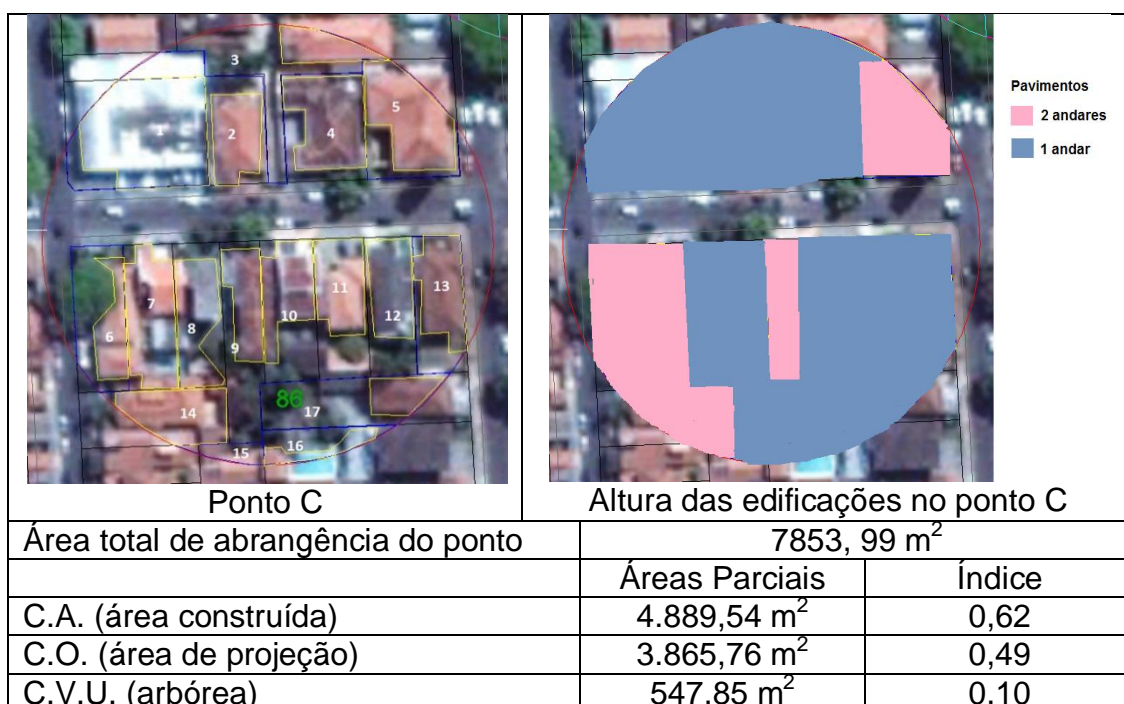 3
1
2
4
5
6
7
8
9
10
11
12
13
14
86
17
15
16
Pavimentos
2 andares
1 andar
Ponto C
Altura das edificações no ponto C
Área total de abrangência do ponto 7853, 99 m²
Áreas Parciais Índice
C.A. (área construída) 4.889,54 m² 0,62
C.O. (área de projeção) 3.865,76 m² 0,49
C.V.U. (arbórea) 547,85 m² 0,10